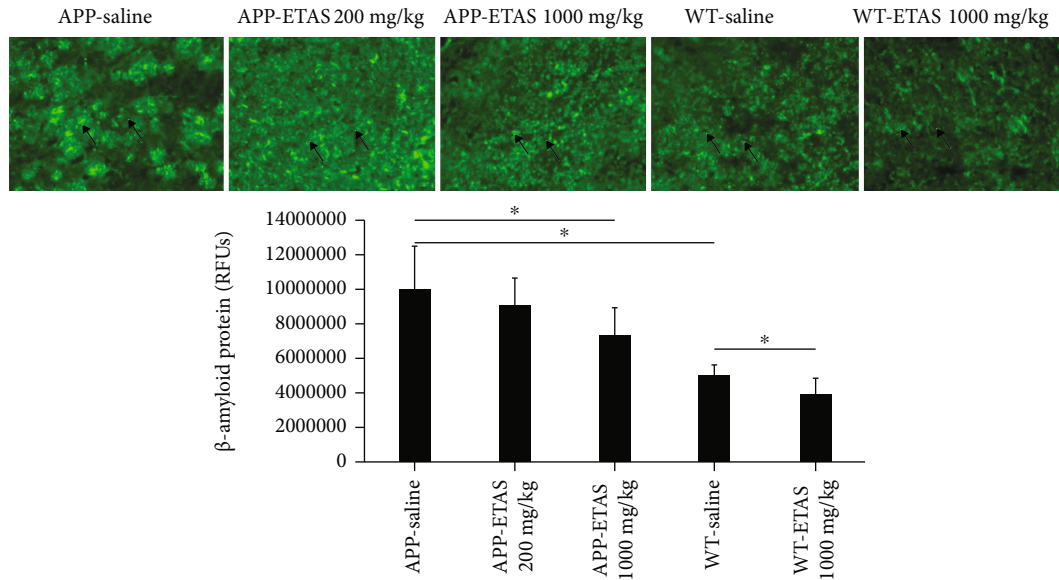 APP-saline
APP-ETAS 200 mg/kg
APP-ETAS 1000 mg/kg
WT-saline
WT-ETAS 1000 mg/kg
β-amyloid protein (RFUs)
14000000
12000000
10000000
8000000
6000000
4000000
2000000
0
*
*
*
APP-saline
APP-ETAS
200 mg/kg
APP-ETAS
1000 mg/kg
WT-saline
WT-ETAS
1000 mg/kg